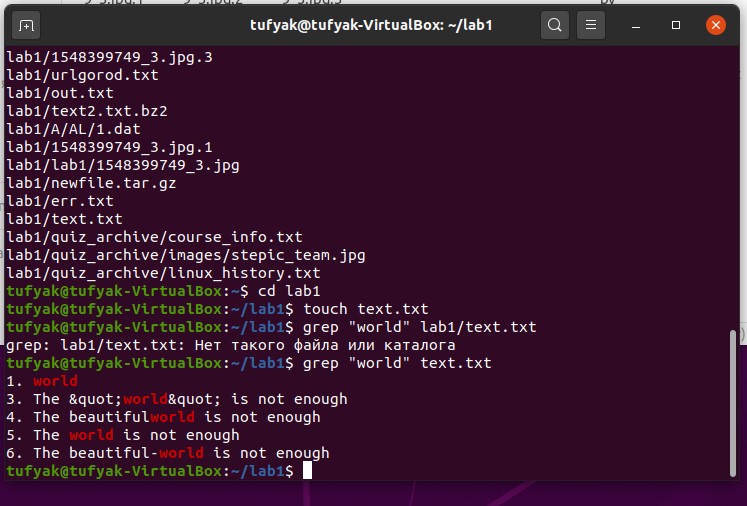 tufyak@tufyak-VirtualBox: ~/lab1
lab1/1548399749_3.jpg.3
lab1/urlgorod.txt
lab1/out.txt
lab1/text2.txt.bz2
lab1/A/AL/1.dat
lab1/1548399749_3.jpg.1
lab1/lab1/1548399749_3.jpg
lab1/newfile.tar.gz
lab1/err.txt
lab1/text.txt
lab1/quiz_archive/course_info.txt
lab1/quiz_archive/images/stepic_team.jpg
lab1/quiz_archive/linux_history.txt
tufyak@tufyak-VirtualBox:~$ cd lab1
tufyak@tufyak-VirtualBox:~/lab1$ touch text.txt
tufyak@tufyak-VirtualBox:~/lab1$ grep "world" lab1/text.txt
grep: lab1/text.txt: Нет такого файла или каталога
tufyak@tufyak-VirtualBox:~/lab1$ grep "world" text.txt
1. world
3. The &quot;world&quot; is not enough
4. The beautifulworld is not enough
5. The world is not enough
6. The beautiful-world is not enough
tufyak@tufyak-VirtualBox:~/lab1$